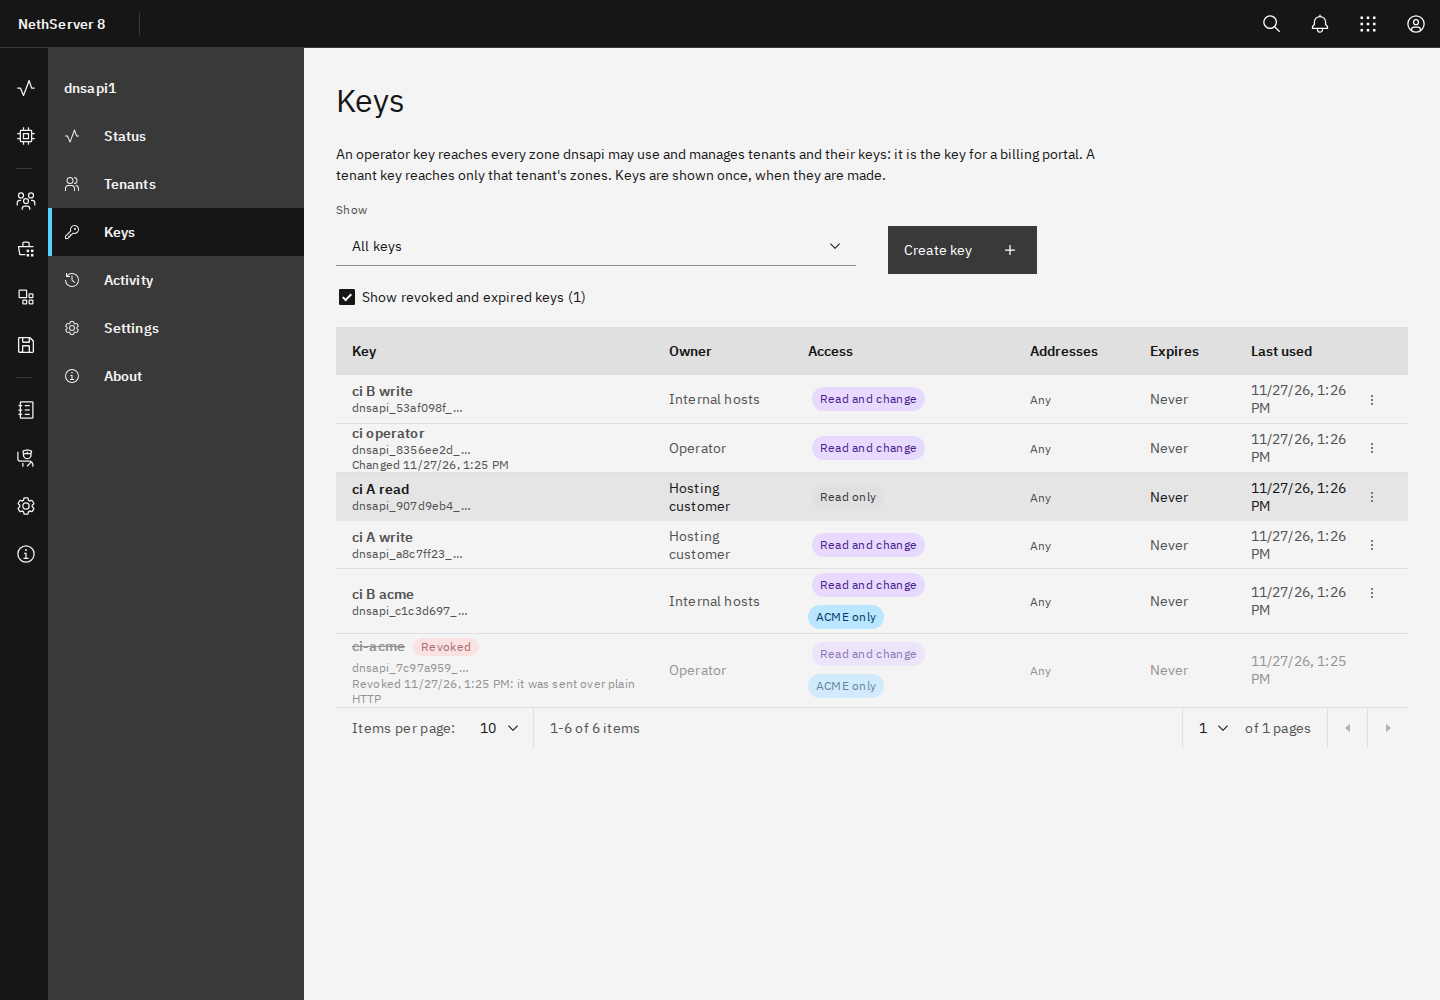 NethServer 8
dnsapi1
Status
Tenants
Keys
Activity
Settings
About
Keys
An operator key reaches every zone dnsapi may use and manages tenants and their keys: it is the key for a billing portal. A
tenant key reaches only that tenant's zones. Keys are shown once, when they are made.
Show
All keys
Create key
Show revoked and expired keys (1)
Key Owner Access Addresses Expires Last used
ci B write
dnsapi_53af098f_...
Internal hosts Read and change Any Never 11/27/26, 1:26
PM
ci operator
dnsapi_8356ee2d_...
Changed 11/27/26, 1:25 PM
Operator Read and change Any Never 11/27/26, 1:26
PM
ci A read
dnsapi_907d9eb4_...
Hosting
customer
Read only Any Never 11/27/26, 1:26
PM
ci A write
dnsapi_a8c7ff23_...
Hosting
customer
Read and change Any Never 11/27/26, 1:26
PM
ci B acme
dnsapi_c1c3d697_...
Internal hosts Read and change
ACME only
Any Never 11/27/26, 1:26
PM
ci-acme Revoked
dnsapi_7c97a959_...
Revoked 11/27/26, 1:25 PM: it was sent over plain
HTTP
Operator Read and change
ACME only
Any Never 11/27/26, 1:25
PM
Items per page: 10 1-6 of 6 items 1 of 1 pages